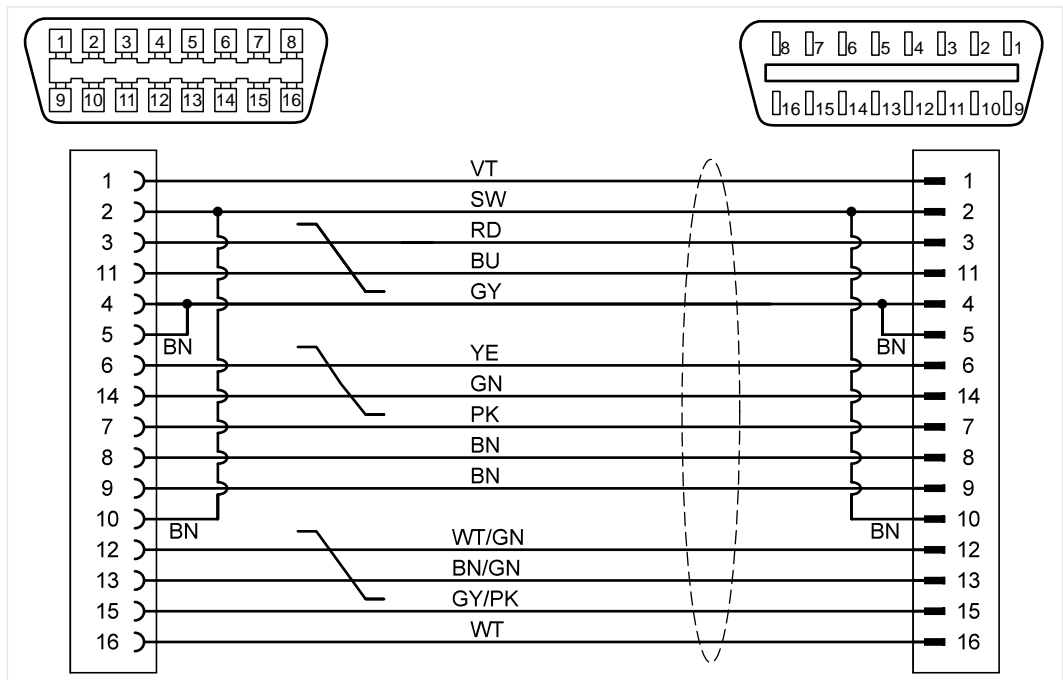 1 2 3 4 5 6 7 8
9 10 11 12 13 14 15 16
8 7 6 5 4 3 2 1
16 15 14 13 12 11 10 9
1 VT 1
2 SW 2
3 RD 3
11 BU 11
4 GY 4
5 BN BN 5
6 YE 6
14 GN 14
7 PK 7
8 BN 8
9 BN 9
10 BN BN 10
12 WT/GN 12
13 BN/GN 13
15 GY/PK 15
16 WT 16